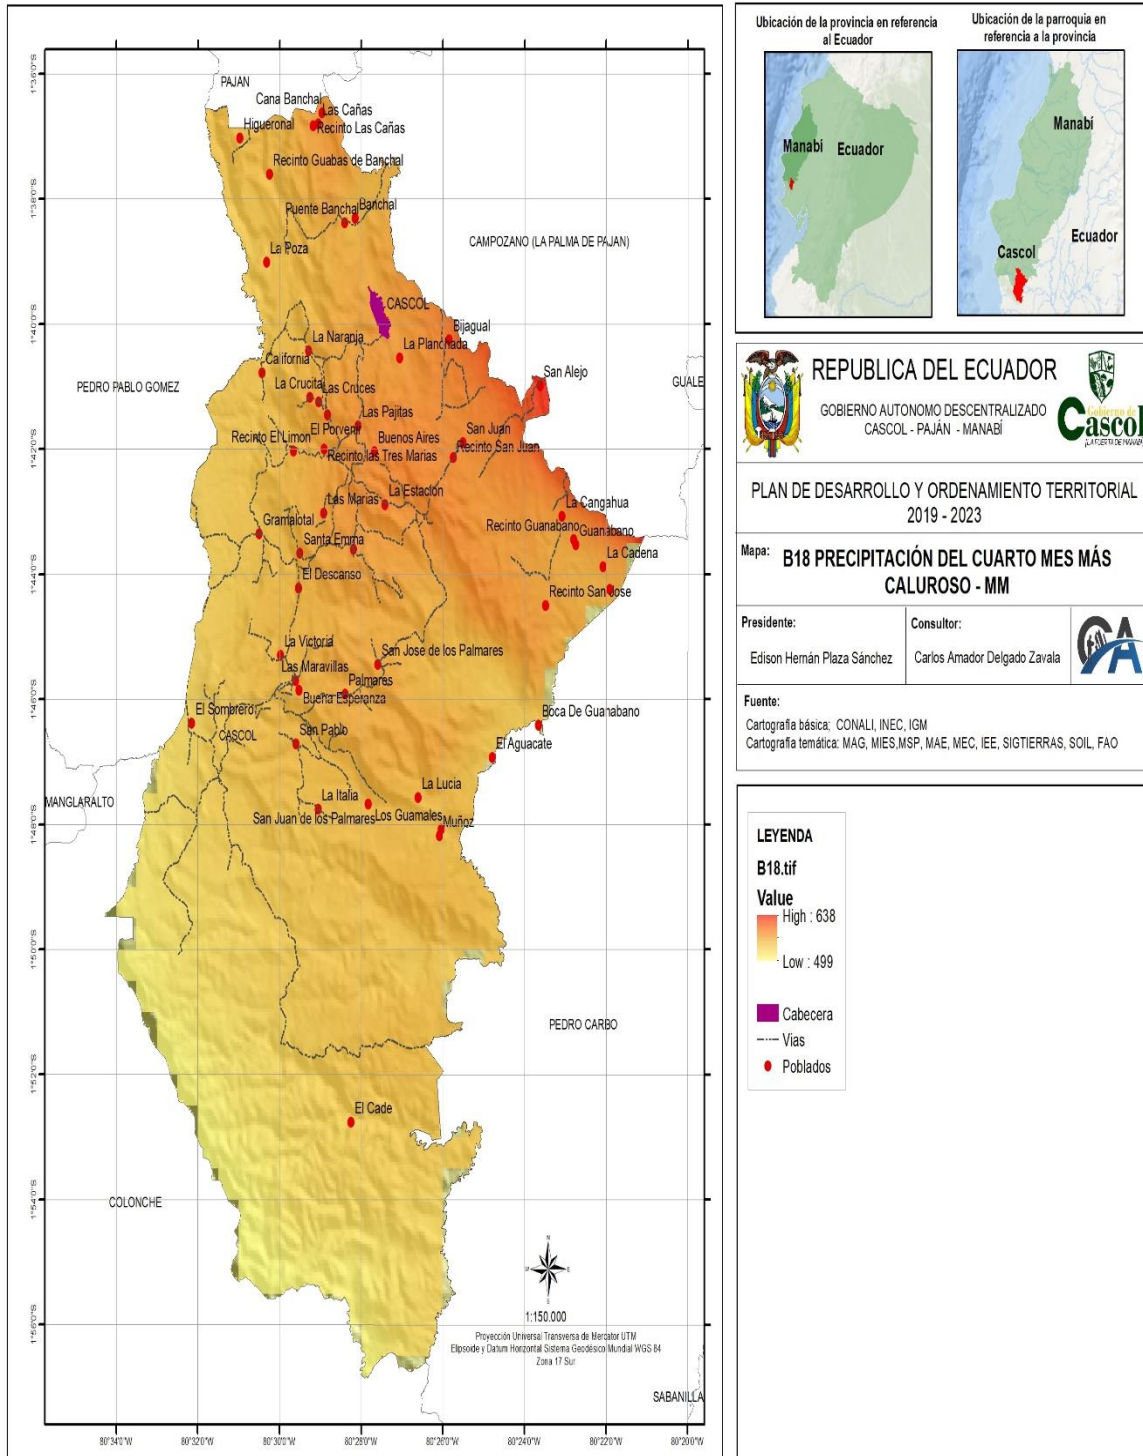 PAJAN
Cana Banchal
Las Cañas
Recinto Las Cañas
Higueronal
Recinto Guabas de Banchal
Puente Banchal
Banchal
La Poza
CAMPOZANO (LA PALMA DE PAJAN)
CASCOL
La Naranja
Bijagual
La Planchada
California
San Alejo
GUALE
PEDRO PABLO GOMEZ
La Crucita
Las Cruces
Las Pajitas
El Porvenir
San Juan
Recinto El Limon
Buenos Aires
Recinto San Juan
Recinto las Tres Marias
La Estacion
Las Marias
La Cangahua
Recinto Guanabano
Guanabano
Gramalotal
Santa Emma
La Cadena
El Descanso
Recinto San Jose
La Victoria
San Jose de los Palmares
Las Maravillas
Palmares
Buena Esperanza
El Sombrero
Boca De Guanabano
CASCOL
San Pablo
El Aguacate
MANGLARALTO
La Lucia
La Italia
San Juan de los Palmares
Los Guamales
Muñoz
PEDRO CARBO
El Cade
COLONCHE
SABANILLA
N
W
E
S
1:150.000
Proyección Universal Transversa de Mercator UTM
Elipsoide y Datum Horizontal Sistema Geodésico Mundial WGS 84
Zona 17 Sur
1°36'0"S
1°38'0"S
1°40'0"S
1°42'0"S
1°44'0"S
1°46'0"S
1°48'0"S
1°50'0"S
1°52'0"S
1°54'0"S
1°56'0"S
80°34'0"W
80°32'0"W
80°30'0"W
80°28'0"W
80°26'0"W
80°24'0"W
80°22'0"W
80°20'0"W
Ubicación de la provincia en referencia
al Ecuador
Manabí
Ecuador
Ubicación de la parroquia en
referencia a la provincia
Manabí
Ecuador
Cascol
REPUBLICA DEL ECUADOR
GOBIERNO AUTONOMO DESCENTRALIZADO
CASCOL - PAJÁN - MANABÍ
Gobierno de
Cascol
PLAN DE DESARROLLO Y ORDENAMIENTO TERRITORIAL
2019 - 2023
Mapa: B18 PRECIPITACIÓN DEL CUARTO MES MÁS
CALUROSO - MM
Presidente:
Edison Hernán Plaza Sánchez
Consultor:
Carlos Amador Delgado Zavala
CA
Fuente:
Cartografía básica: CONALI, INEC, IGM
Cartografía temática: MAG, MIES,MSP, MAE, MEC, IEE, SIGTIERRAS, SOIL, FAO
LEYENDA
B18.tif
Value
High : 638
Low : 499
Cabecera
Vias
Poblados